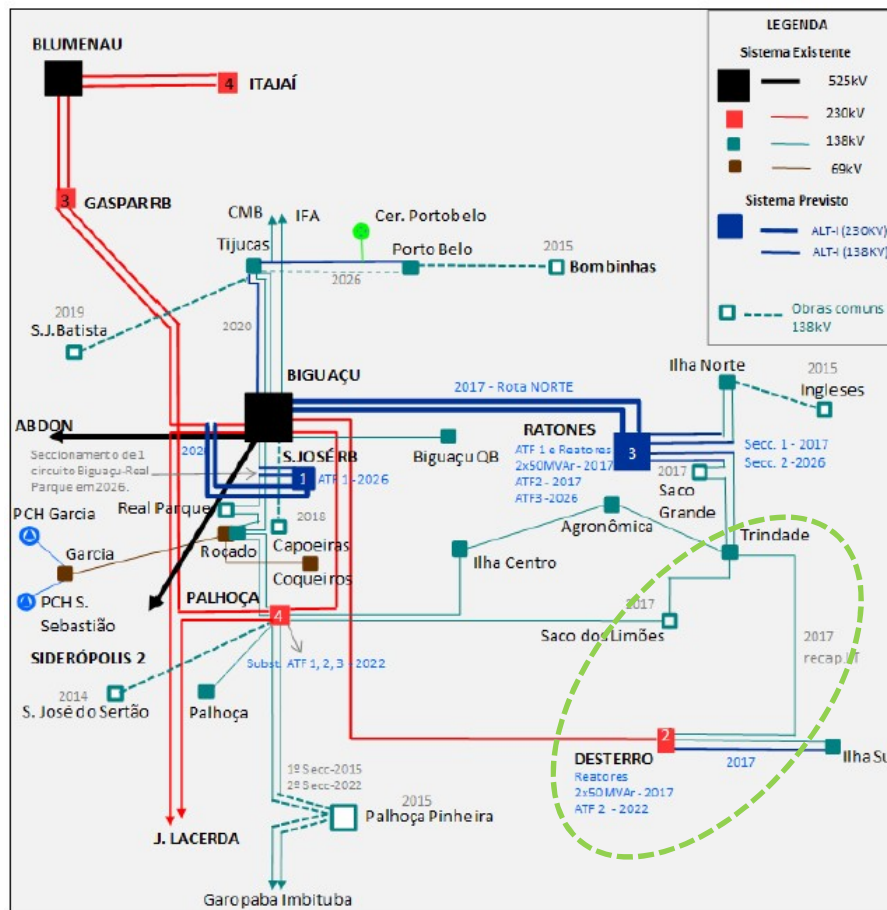 BLUMENAU
4
ITAJAÍ
3
GASPAR RB
CMB
IFA
Cer. Portobelo
Tijucas
Porto Belo
2015
Bombinhas
2026
2019
S.J.Batista
2020
BIGUAÇU
2017 - Rota NORTE
Ilha Norte
2015
Ingleses
ABDON
Seccionamento de 1
circuito Biguaçu-Real
Parque em 2026.
S.JOSÉ RB
1
ATF 1 - 2026
Biguaçu QB
RATONES
ATF 1 e Reatores
2x50MVAr - 2017
ATF2 - 2017
ATF3-2026
3
Secc. 1 - 2017
Secc. 2 -2026
2017
Saco
Grande
PCH Garcia
Real Parque
2018
Capoeiras
Roçado
Coqueiros
Garcia
Agronômica
Trindade
Ilha Centro
PCH S.
Sebastião
PALHOÇA
4
2017
Saco dos Limões
2017
recap.LT
SIDERÓPOLIS 2
Subst. ATF 1, 2, 3 - 2022
2014
S. José do Sertão
Palhoça
2
DESTERRO
Reatores
2x50MVAr - 2017
ATF 2 - 2022
2017
Ilha Su
1º Secc-2015
2º Secc-2022
2015
Palhoça Pinheira
J. LACERDA
Garopaba Imbituba
LEGENDA
Sistema Existente
525kV
230kV
138kV
69kV
Sistema Previsto
ALT-I (230KV)
ALT-I (138KV)
Obras comuns
138kV